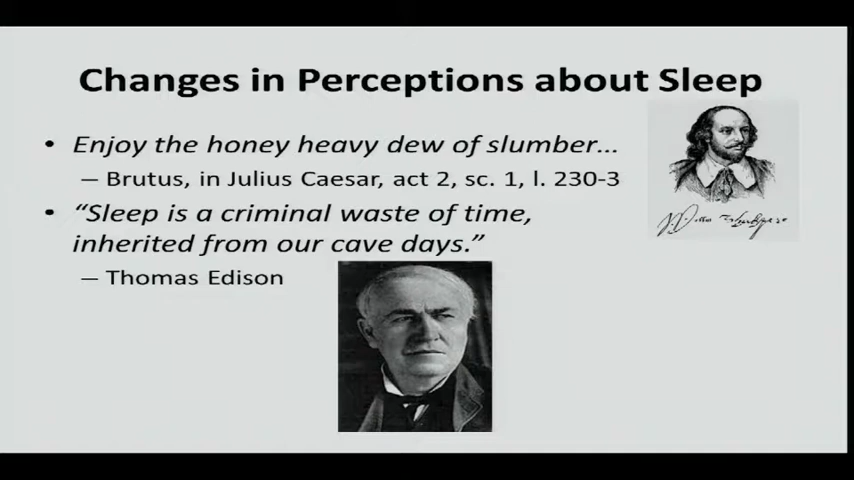 Changes in Perceptions about Sleep
• Enjoy the honey heavy dew of slumber...
– Brutus, in Julius Caesar, act 2, sc. 1, l. 230-3
• “Sleep is a criminal waste of time,
inherited from our cave days.”
– Thomas Edison